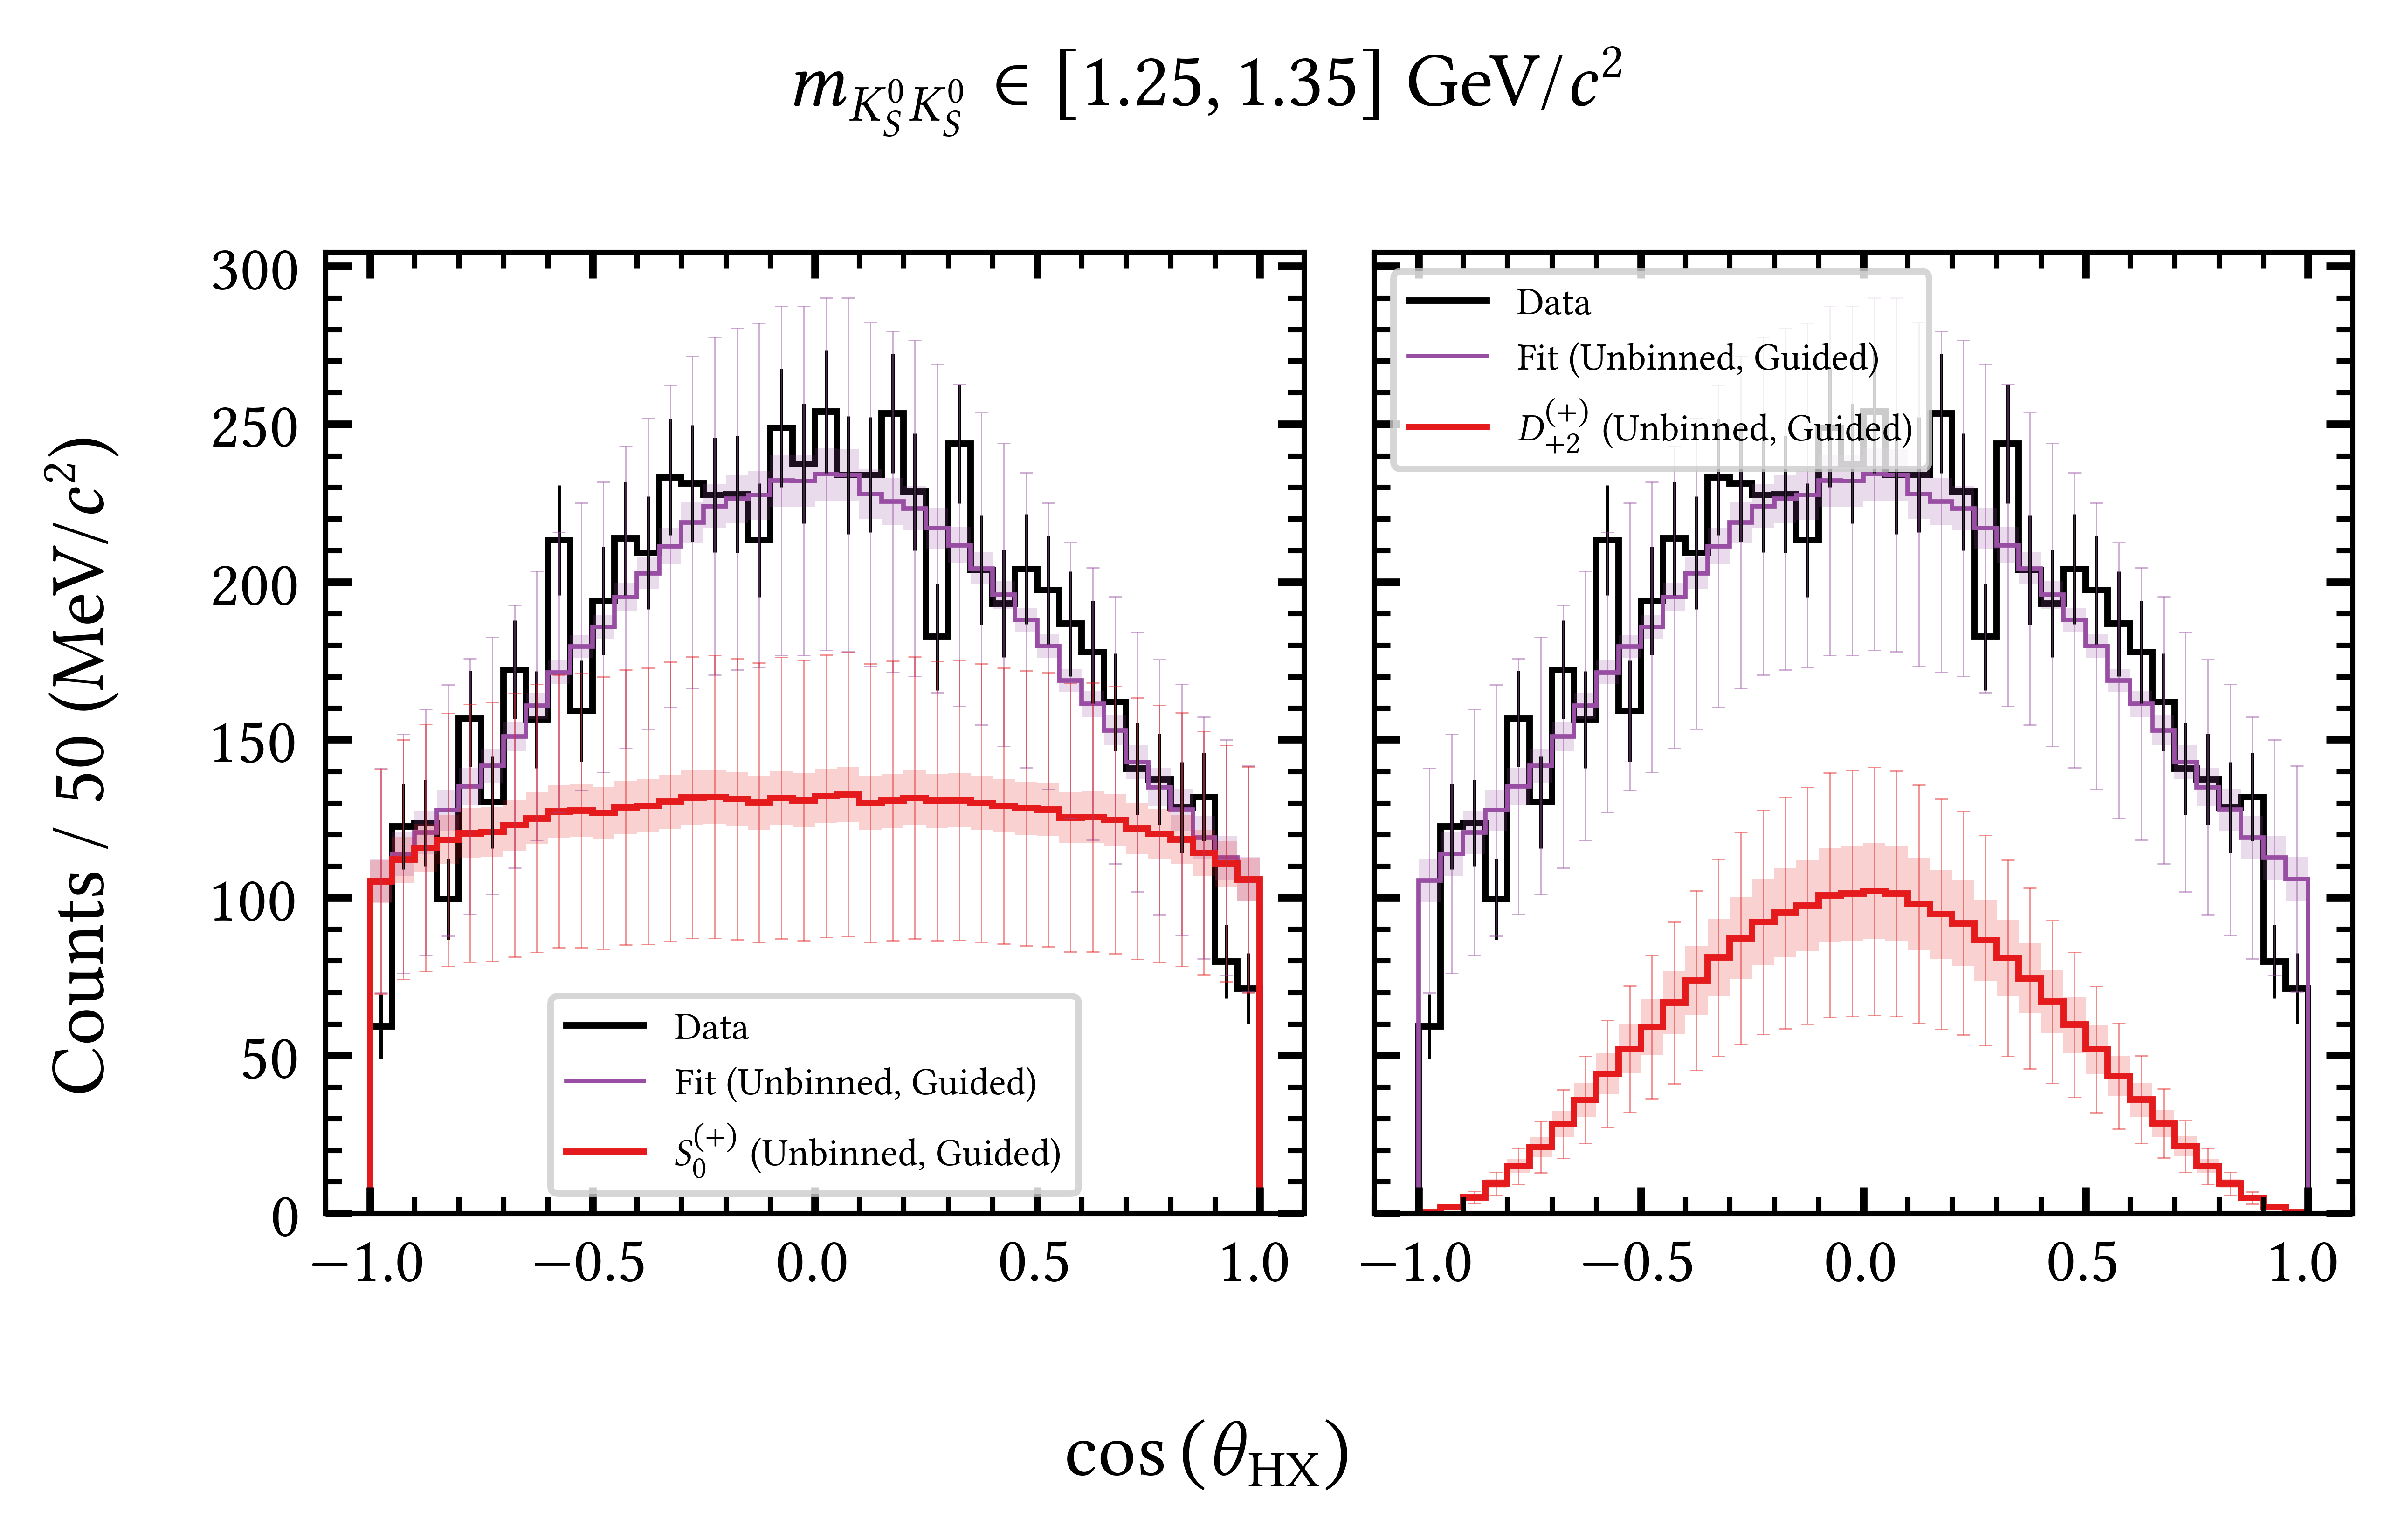 m_{K_S^0 K_S^0} ∈ [1.25, 1.35] GeV/c²
Counts / 50 (MeV/c²)
300
250
200
150
100
50
0
Data
Fit (Unbinned, Guided)
S_0^{(+)} (Unbinned, Guided)
−1.0 −0.5 0.0 0.5 1.0
Data
Fit (Unbinned, Guided)
D_{+2}^{(+)} (Unbinned, Guided)
−1.0 −0.5 0.0 0.5 1.0
cos (θ_{HX})